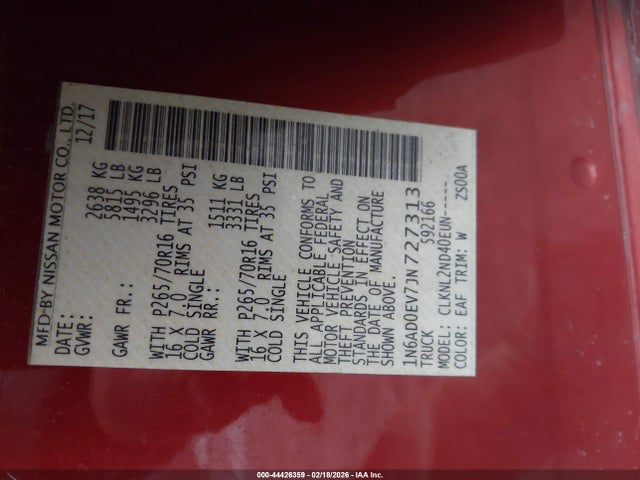 MFD BY NISSAN MOTOR CO., LTD.
DATE: 12/17
GVWR: 2638 KG
5815 LB
GAWR FR.: 1495 KG
3296 LB
WITH P265/70R16 TIRES
16 X 7.0 RIMS AT 35 PSI
COLD SINGLE
GAWR RR.: 1511 KG
3331 LB
WITH P265/70R16 TIRES
16 X 7.0 RIMS AT 35 PSI
COLD SINGLE
THIS VEHICLE CONFORMS TO
ALL APPLICABLE FEDERAL
MOTOR VEHICLE SAFETY AND
THEFT PREVENTION
STANDARDS IN EFFECT ON
THE DATE OF MANUFACTURE
SHOWN ABOVE.
1N6AD0EV7JN727313
TRUCK 592166
MODEL: CLKNL2ND40EUN-----
COLOR: EAF TRIM: W ZS00A
000-44426359 - 02/18/2026 - IAA Inc.